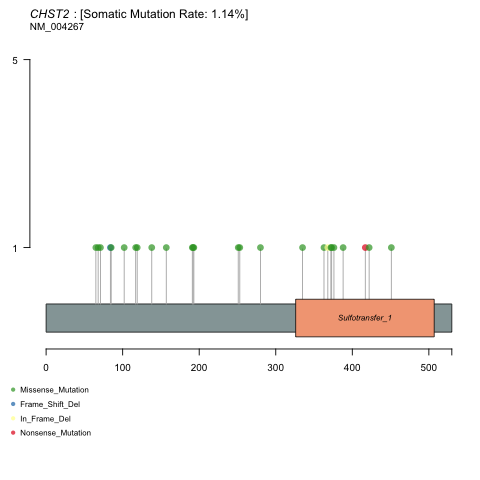 CHST2 : [Somatic Mutation Rate: 1.14%]
NM_004267
5
1
Sulfotransfer_1
0 100 200 300 400 500
Missense_Mutation
Frame_Shift_Del
In_Frame_Del
Nonsense_Mutation